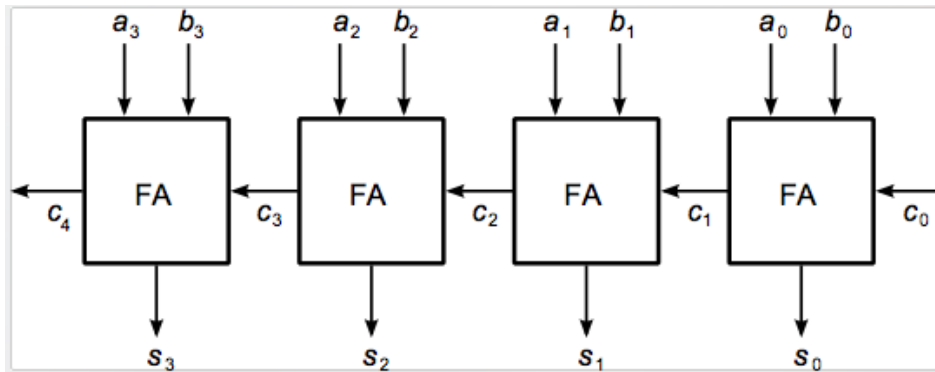 a₃ b₃ a₂ b₂ a₁ b₁ a₀ b₀
FA FA FA FA
c₄ c₃ c₂ c₁ c₀
s₃ s₂ s₁ s₀